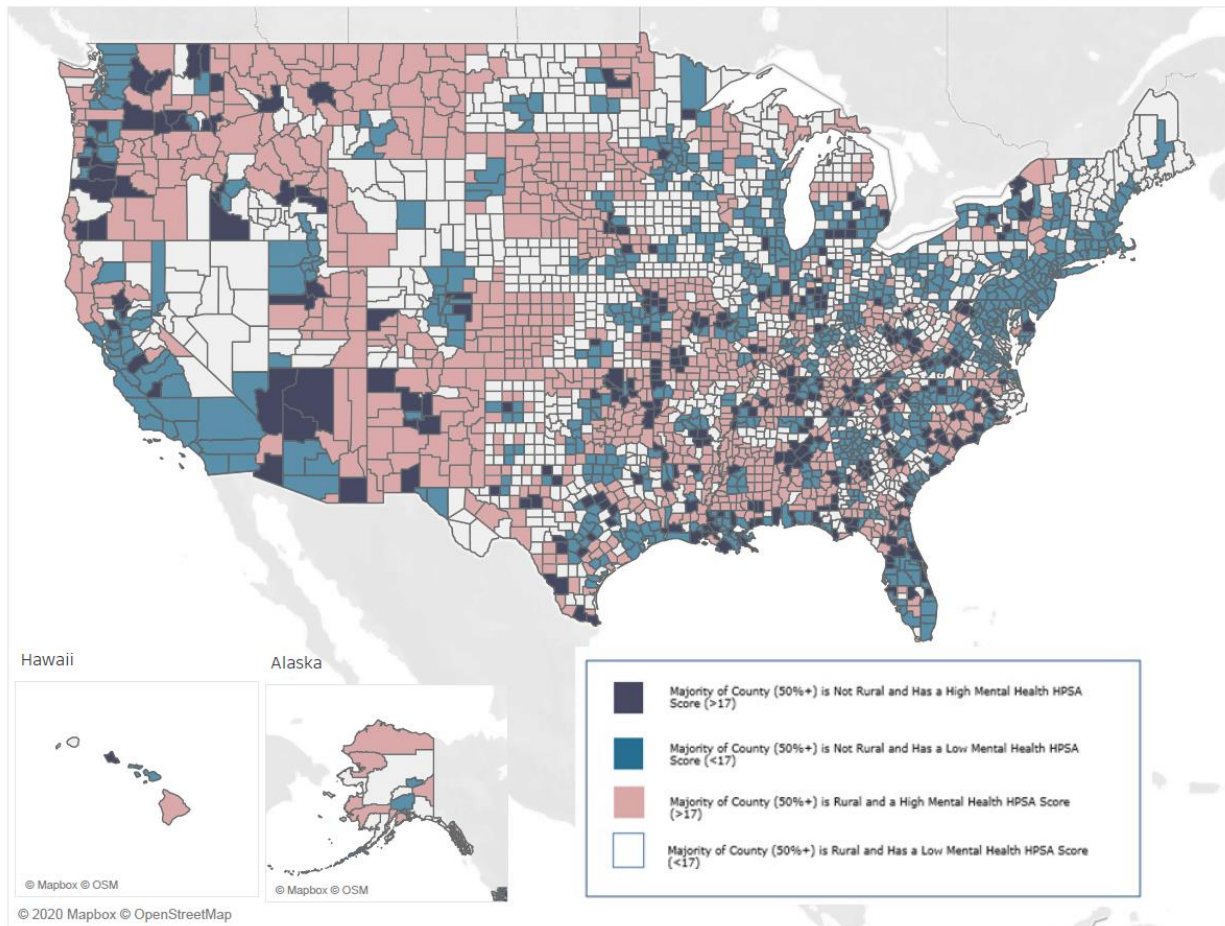 Hawaii
Alaska
© Mapbox © OSM
© Mapbox © OSM
© 2020 Mapbox © OpenStreetMap
Majority of County (50%+) is Not Rural and Has a High Mental Health HPSA
Score (>17)
Majority of County (50%+) is Not Rural and Has a Low Mental Health HPSA
Score (<17)
Majority of County (50%+) is Rural and a High Mental Health HPSA Score
(>17)
Majority of County (50%+) is Rural and Has a Low Mental Health HPSA Score
(<17)